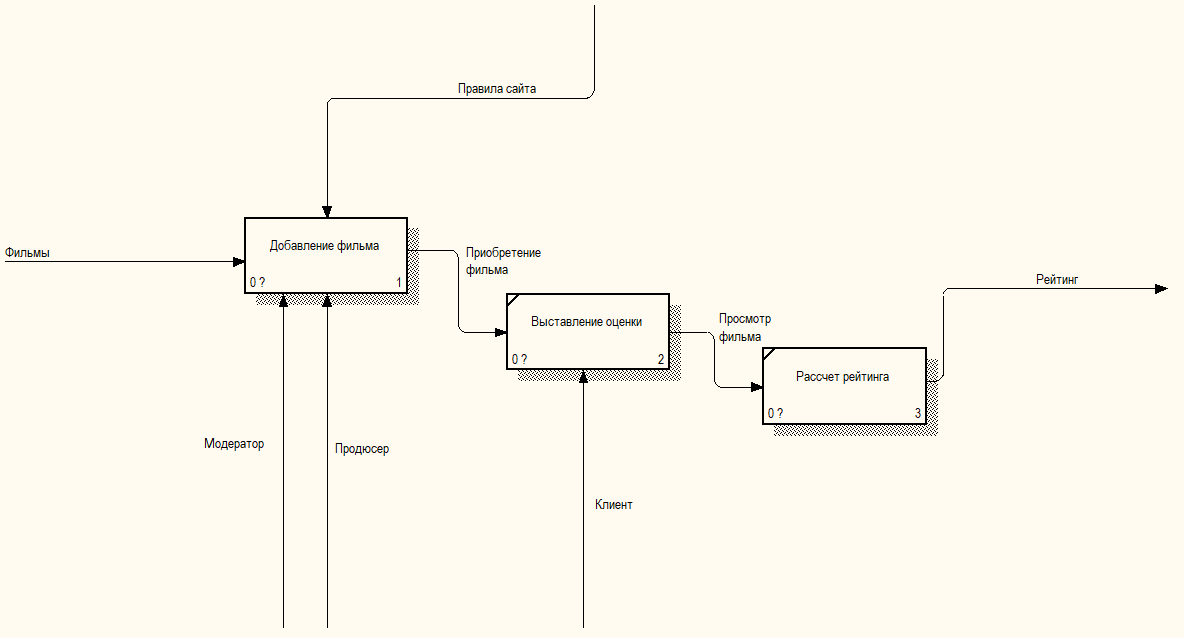 Правила сайта
Фильмы
Добавление фильма
0 ?
1
Приобретение
фильма
Выставление оценки
0 ?
2
Просмотр
фильма
Рассчет рейтинга
0 ?
3
Рейтинг
Модератор
Продюсер
Клиент